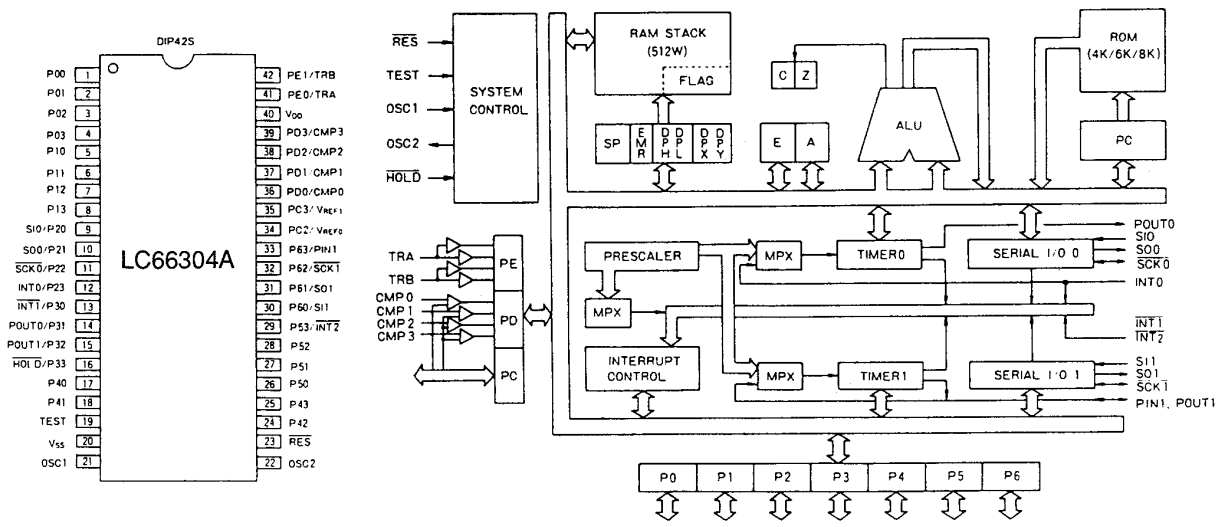 DIP42S
LC66304A
P00 1
P01 2
P02 3
P03 4
P10 5
P11 6
P12 7
P13 8
SI0/P20 9
SO0/P21 10
SCK0/P22 11
INT0/P23 12
INT1/P30 13
POUT0/P31 14
POUT1/P32 15
HOLD/P33 16
P40 17
P41 18
TEST 19
VSS 20
OSC1 21
42 PE1/TRB
41 PE0/TRA
40 VDD
39 PD3/CMP3
38 PD2/CMP2
37 PD1/CMP1
36 PD0/CMP0
35 PC3/VREF1
34 PC2/VREF0
33 P63/PIN1
32 P62/SCK1
31 P61/SO1
30 P60/SI1
29 P53/INT2
28 P52
27 P51
26 P50
25 P43
24 P42
23 RES
22 OSC2
RES
TEST
OSC1
OSC2
HOLD
SYSTEM
CONTROL
RAM STACK
(512W)
FLAG
SP
EMR
DPH
DPL
DPX
DPY
C Z
E A
ALU
ROM
(4K/6K/8K)
PC
TRA
TRB
CMP0
CMP1
CMP2
CMP3
PE
PD
PC
PRESCALER
MPX
TIMER0
SERIAL I/O 0
POUT0
SI0
SO0
SCK0
INT0
MPX
INT1
INT2
INTERRUPT
CONTROL
MPX
TIMER1
SERIAL I/O 1
SI1
SO1
SCK1
PIN1, POUT1
P0 P1 P2 P3 P4 P5 P6